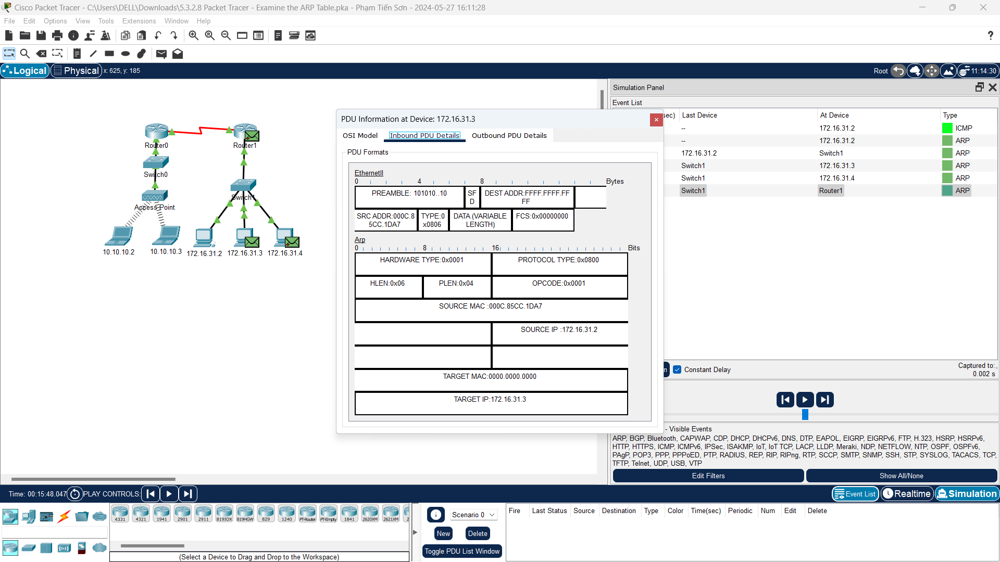 Cisco Packet Tracer - C:\Users\DELL\Downloads\5.3.2.8 Packet Tracer - Examine the ARP Table.pka - Phạm Tiến Sơn - 2024-05-27 16:11:28
File Edit Options View Tools Extensions Window Help
?
Logical Physical x: 625, y: 185
Root 11:14:30
Simulation Panel
Event List
sec) Last Device At Device Type
-- 172.16.31.2 ICMP
-- 172.16.31.2 ARP
172.16.31.2 Switch1 ARP
Switch1 172.16.31.3 ARP
Switch1 172.16.31.4 ARP
Switch1 Router1 ARP
Router0
Router1
Switch0
Switch1
Access Point
10.10.10.2 10.10.10.3 172.16.31.2 172.16.31.3 172.16.31.4
PDU Information at Device: 172.16.31.3
OSI Model Inbound PDU Details Outbound PDU Details
PDU Formats
EthernetII
0 4 8 Bytes
PREAMBLE: 101010..10
SF
D
DEST ADDR:FFFF.FFFF.FF
FF
SRC ADDR:000C.8
5CC.1DA7
TYPE:0
x0806
DATA (VARIABLE
LENGTH)
FCS:0x00000000
Arp
0 8 16 Bits
HARDWARE TYPE:0x0001 PROTOCOL TYPE:0x0800
HLEN:0x06 PLEN:0x04 OPCODE:0x0001
SOURCE MAC :000C.85CC.1DA7
SOURCE IP :172.16.31.2
TARGET MAC:0000.0000.0000
TARGET IP:172.16.31.3
n Constant Delay
Captured to:
0.002 s
- Visible Events
ARP, BGP, Bluetooth, CAPWAP, CDP, DHCP, DHCPv6, DNS, DTP, EAPOL, EIGRP, EIGRPv6, FTP, H.323, HSRP, HSRPv6,
HTTP, HTTPS, ICMP, ICMPv6, IPSec, ISAKMP, IoT, IoT TCP, LACP, LLDP, Meraki, NDP, NETFLOW, NTP, OSPF, OSPFv6,
PAgP, POP3, PPP, PPPoED, PTP, RADIUS, REP, RIP, RIPng, RTP, SCCP, SMTP, SNMP, SSH, STP, SYSLOG, TACACS, TCP,
TFTP, Telnet, UDP, USB, VTP
Edit Filters Show All/None
Time: 00:15:48.047 PLAY CONTROLS:
Event List Realtime Simulation
4331 4321 1941 2901 2911 819IOX 819HGW 829 1240 PT-Router PT-Empty 1841 2620XM 2621XM 2
(Select a Device to Drag and Drop to the Workspace)
Scenario 0
New Delete
Toggle PDU List Window
Fire Last Status Source Destination Type Color Time(sec) Periodic Num Edit Delete